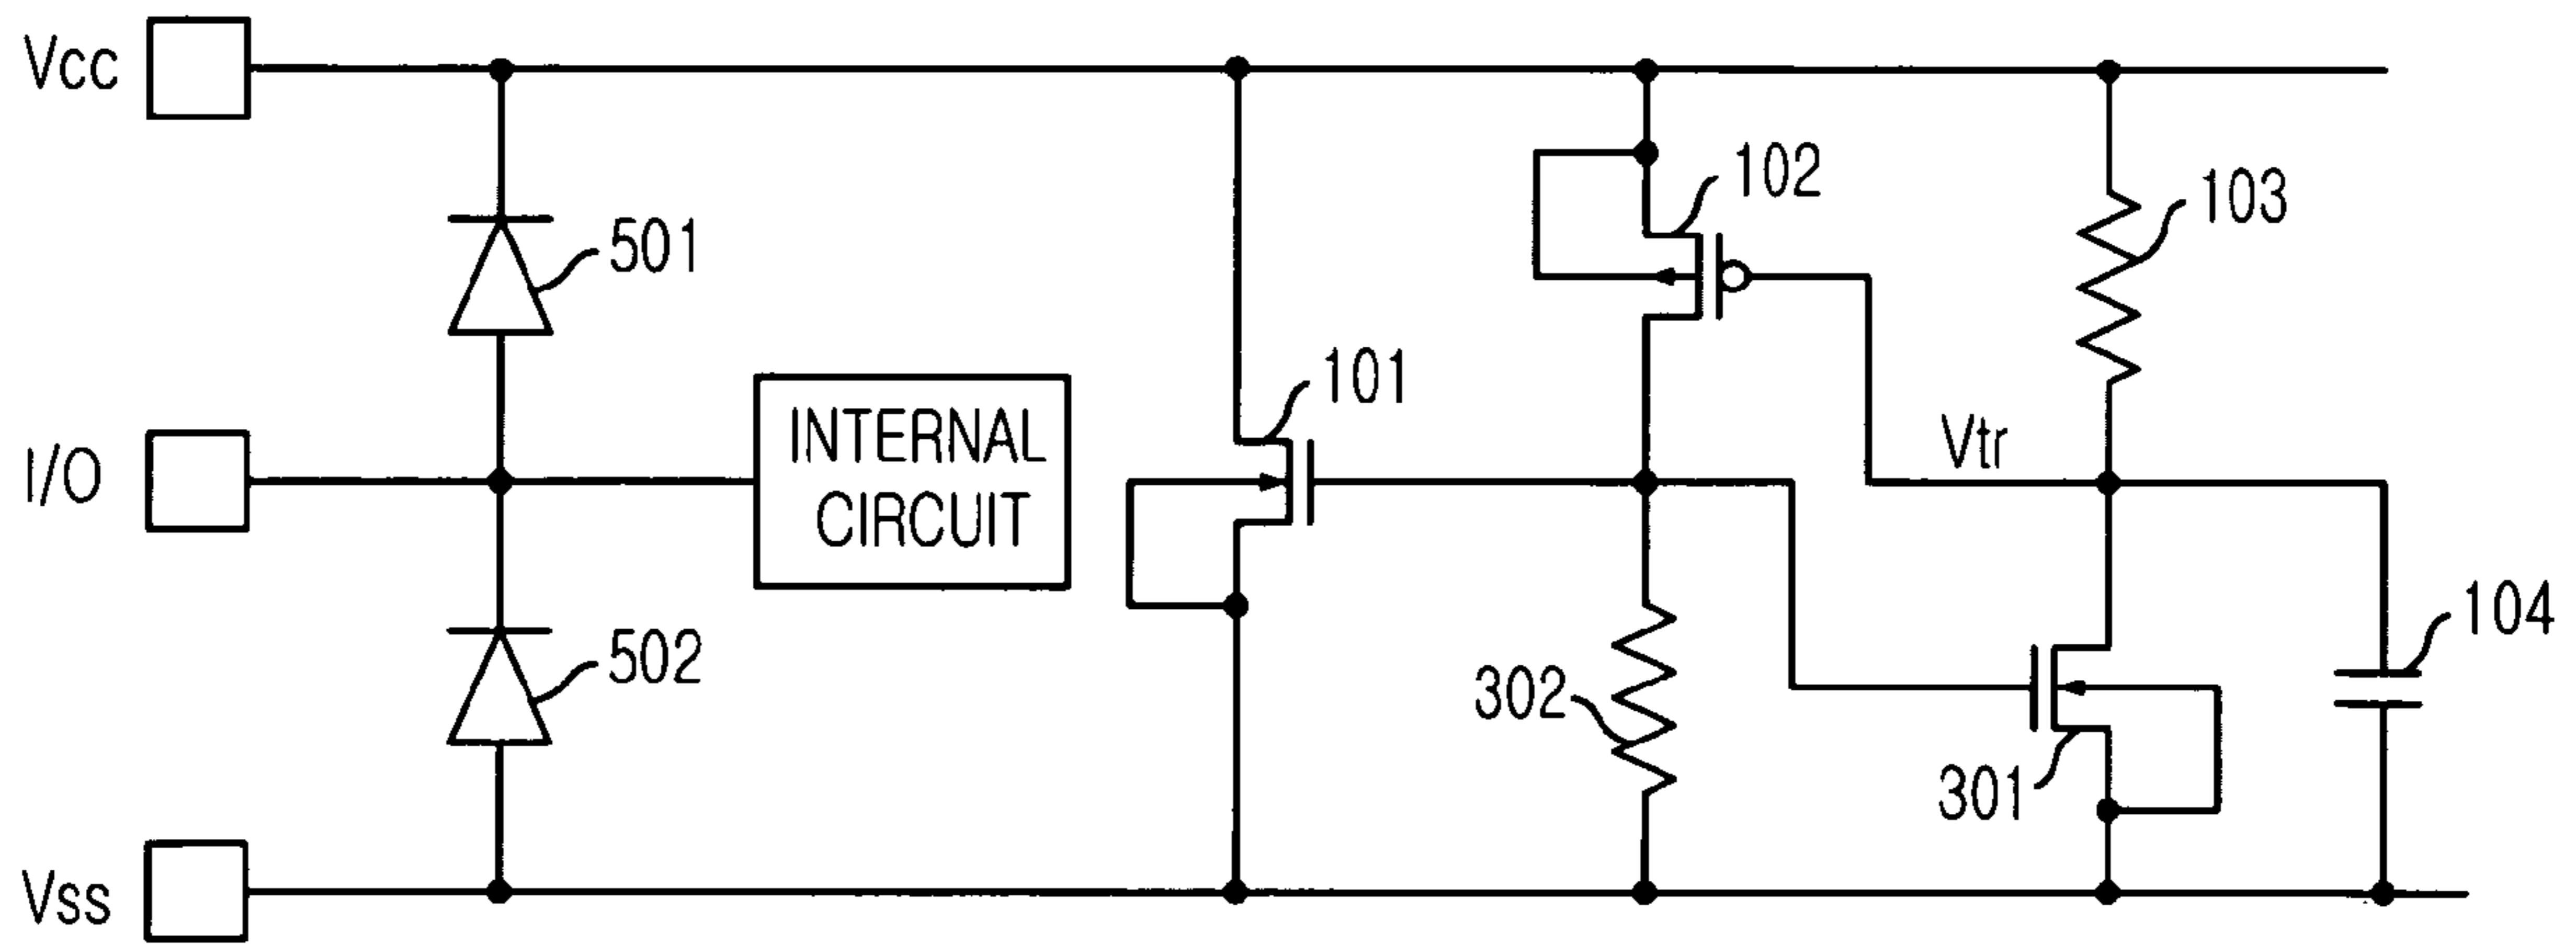 Vcc
102
103
501
101
INTERNAL
CIRCUIT
Vtr
I/O
104
502
302
301
Vss